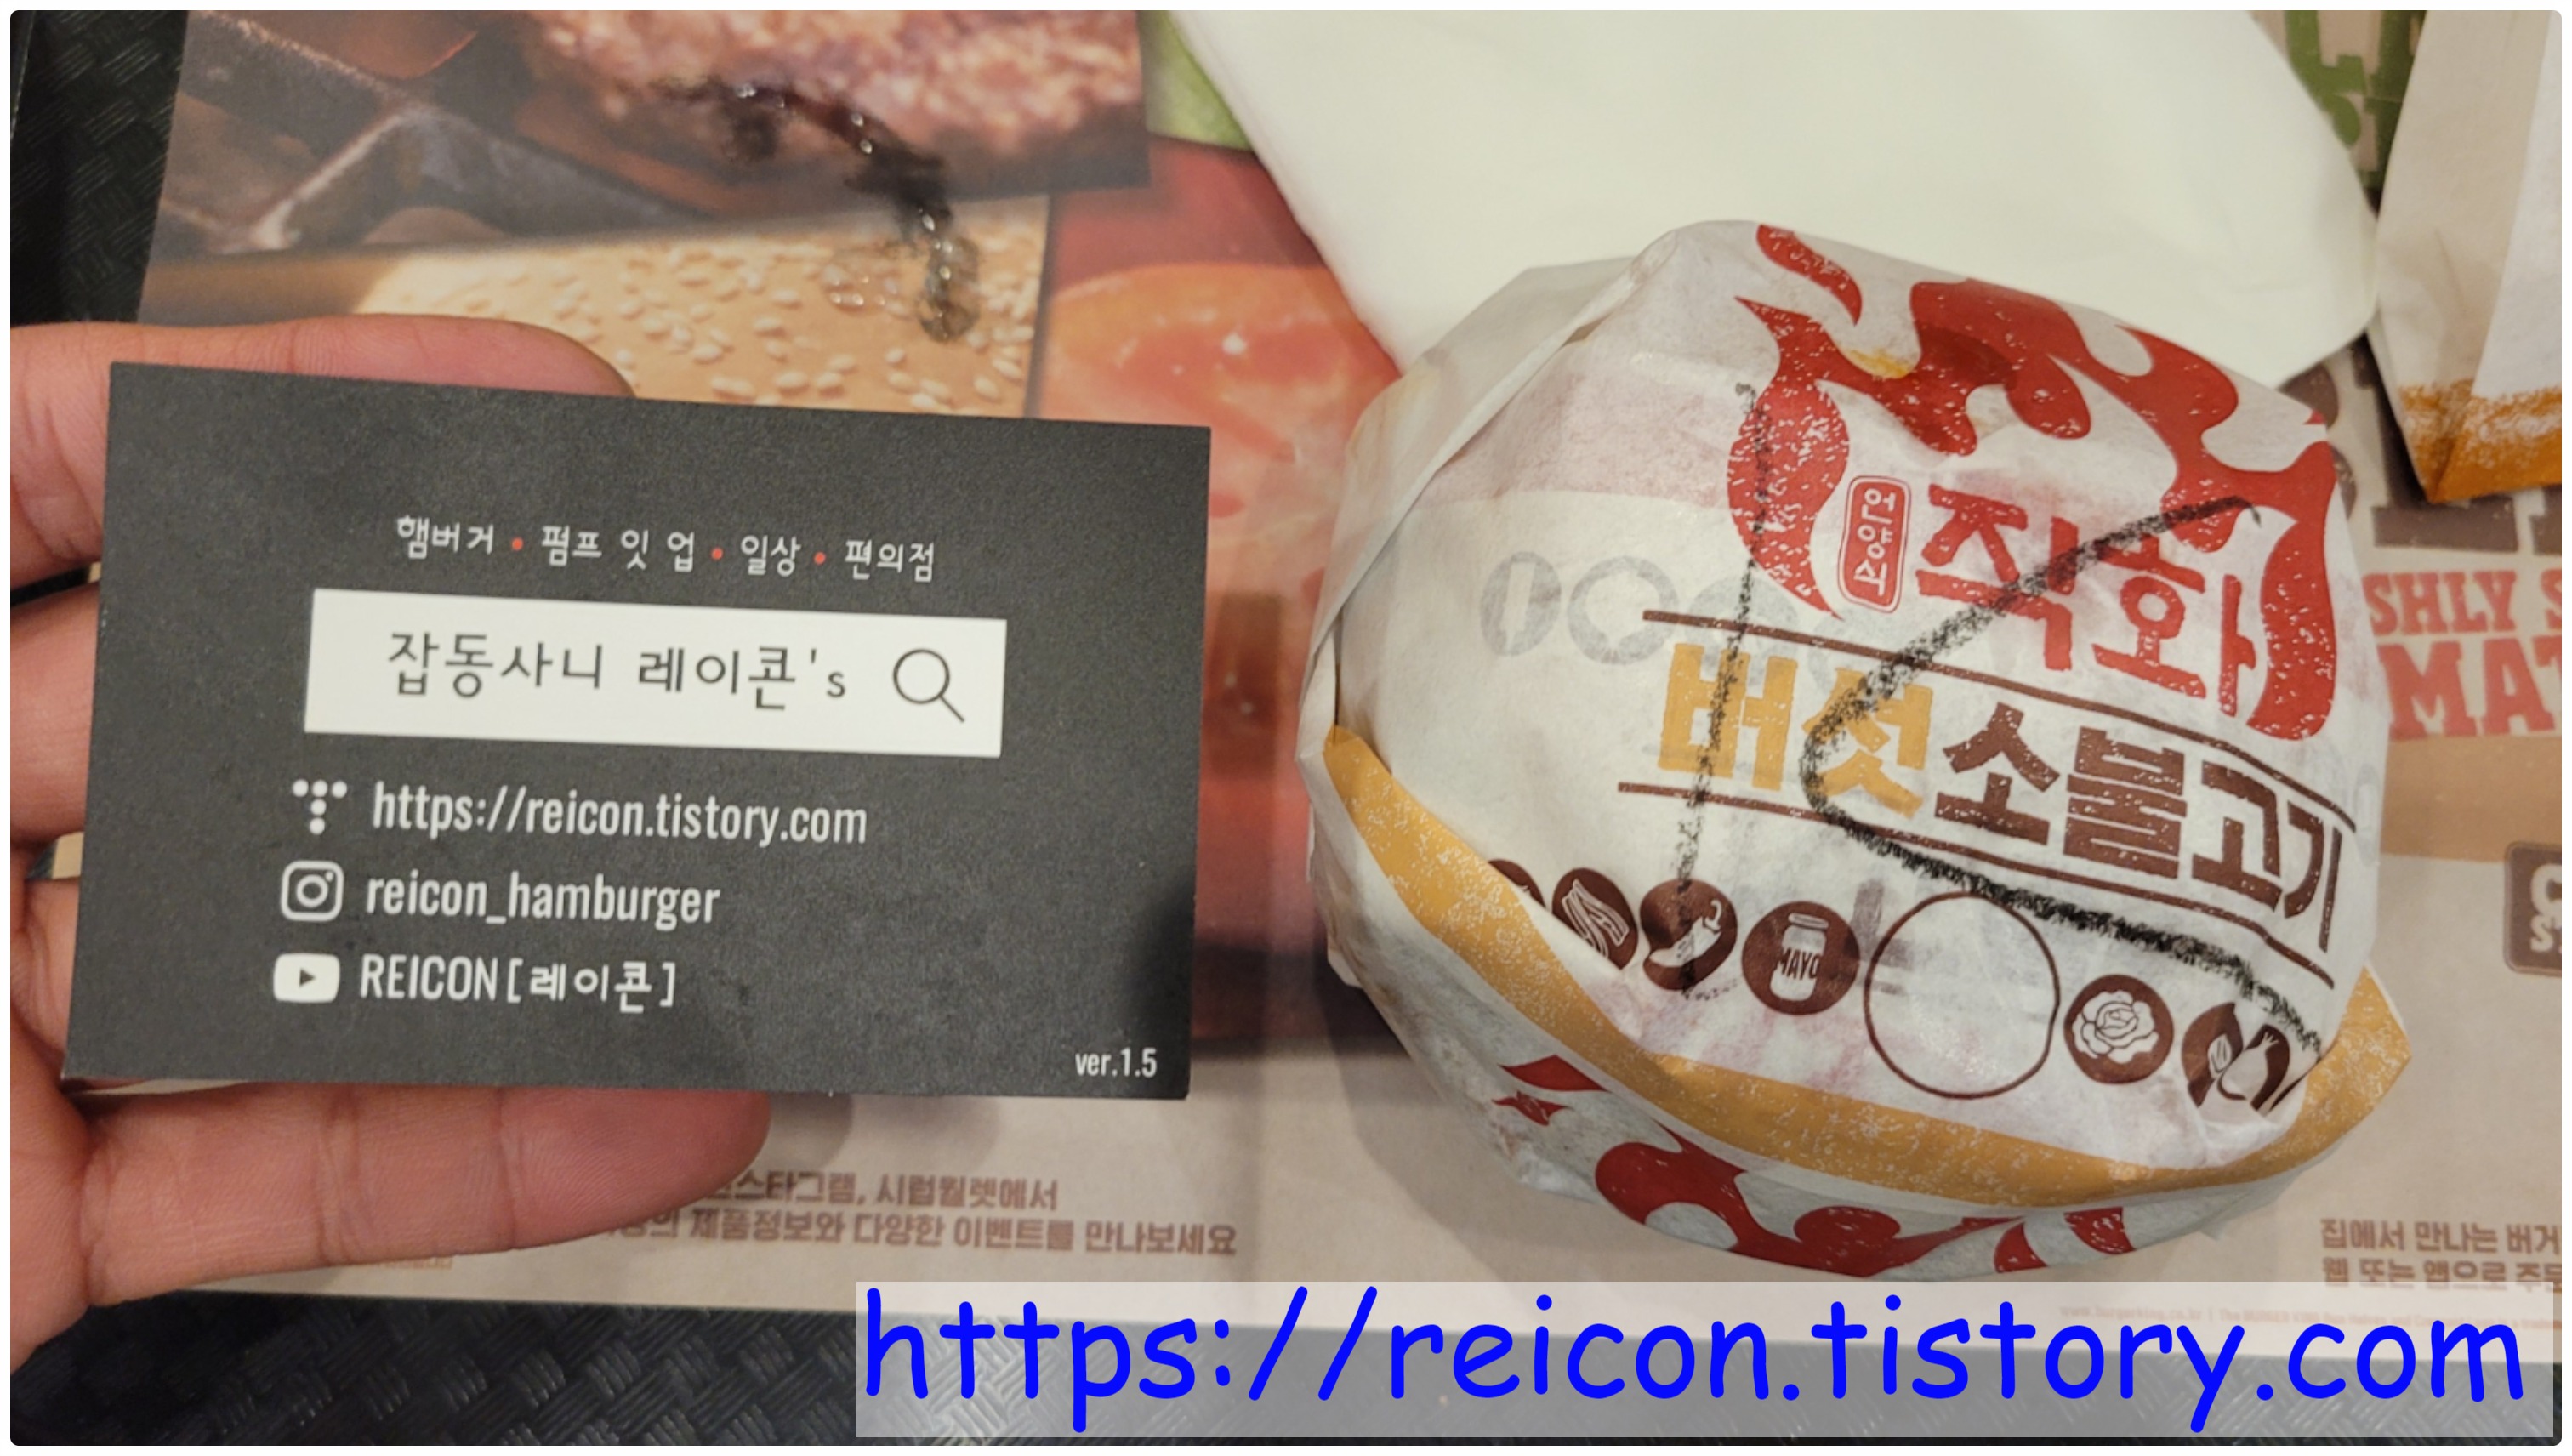 햄버거 • 펌프 잇 업 • 일상 • 편의점
잡동사니 레이콘's
https://reicon.tistory.com
reicon_hamburger
REICON[레이콘]
ver.1.5
언양식
직화
버섯소불고기
MAYO
SHLY
MAT
스타그램, 시럽월렛에서
제품정보와 다양한 이벤트를 만나보세요
집에서 만나는 버거
웹 또는 앱으로
https://reicon.tistory.com